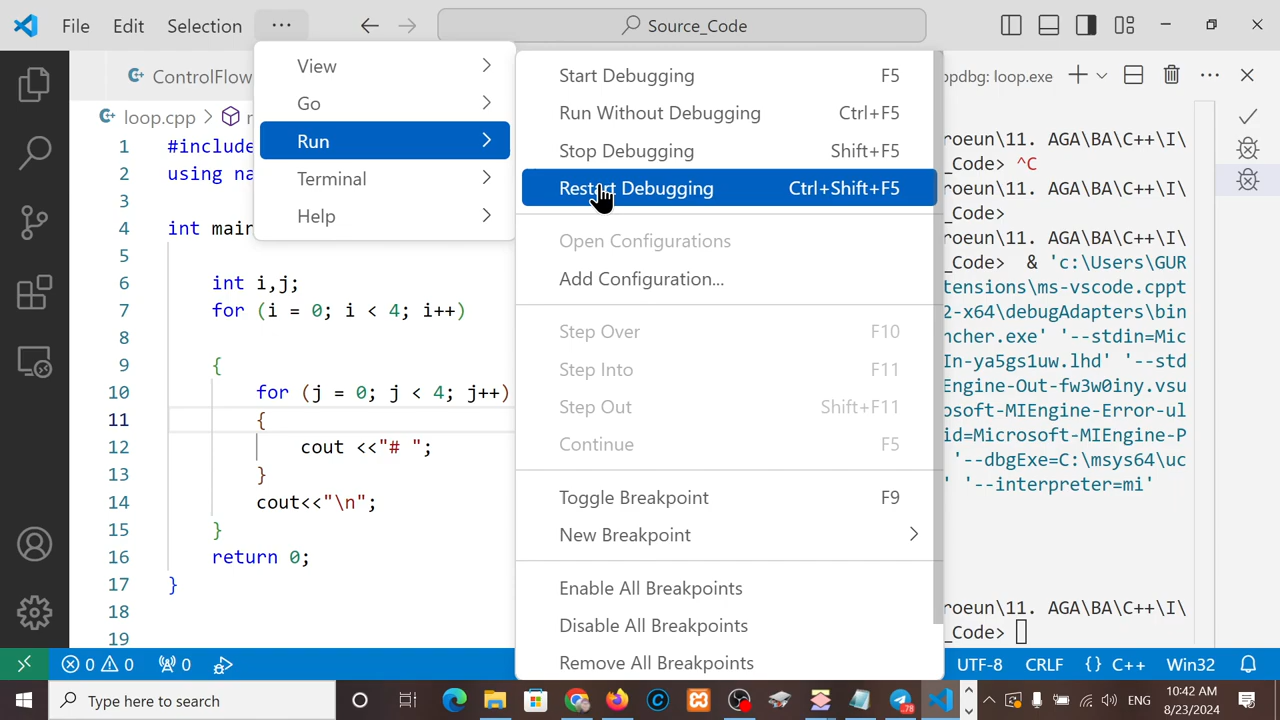 File Edit Selection ··· Source_Code
ControlFlow
ppdbg: loop.exe
loop.cpp
View
Go
Run
Terminal
Help
Start Debugging F5
Run Without Debugging Ctrl+F5
Stop Debugging Shift+F5
Restart Debugging Ctrl+Shift+F5
Open Configurations
Add Configuration...
Step Over F10
Step Into F11
Step Out Shift+F11
Continue F5
Toggle Breakpoint F9
New Breakpoint
Enable All Breakpoints
Disable All Breakpoints
Remove All Breakpoints
1 #include
2 using na
3
4 int main
5
6 int i,j;
7 for (i = 0; i < 4; i++)
8
9 {
10 for (j = 0; j < 4; j++)
11 {
12 cout <<"# ";
13 }
14 cout<<"\n";
15 }
16 return 0;
17 }
18
19
roeun\11. AGA\BA\C++\I\
_Code> ^C
roeun\11. AGA\BA\C++\I\
_Code>
roeun\11. AGA\BA\C++\I\
_Code> & 'c:\Users\GUR
tensions\ms-vscode.cppt
2-x64\debugAdapters\bin
ncher.exe' '--stdin=Mic
In-ya5gs1uw.lhd' '--std
Engine-Out-fw3w0iny.vsu
osoft-MIEngine-Error-ul
id=Microsoft-MIEngine-P
'--dbgExe=C:\msys64\uc
' '--interpreter=mi'
roeun\11. AGA\BA\C++\I\
_Code>
0 0 0 UTF-8 CRLF {} C++ Win32
Type here to search
78
ENG
10:42 AM
8/23/2024